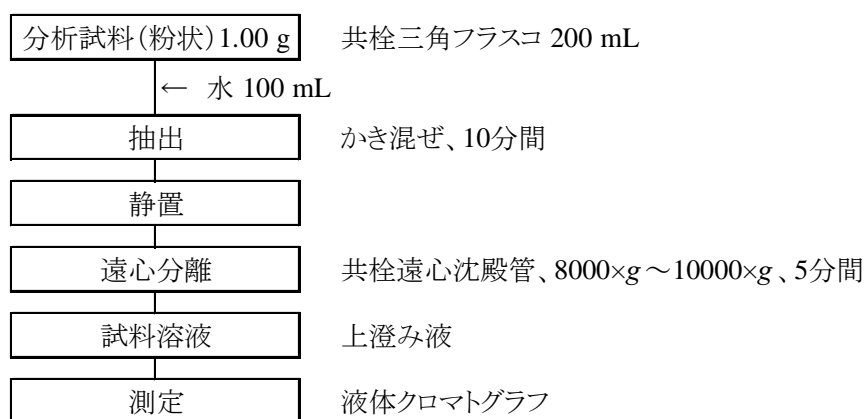 分析試料(粉状)1.00 g 共栓三角フラスコ 200 mL
← 水 100 mL
抽出 かき混ぜ、10分間
静置
遠心分離 共栓遠心沈殿管、8000×g～10000×g、5分間
試料溶液 上澄み液
測定 液体クロマトグラフ